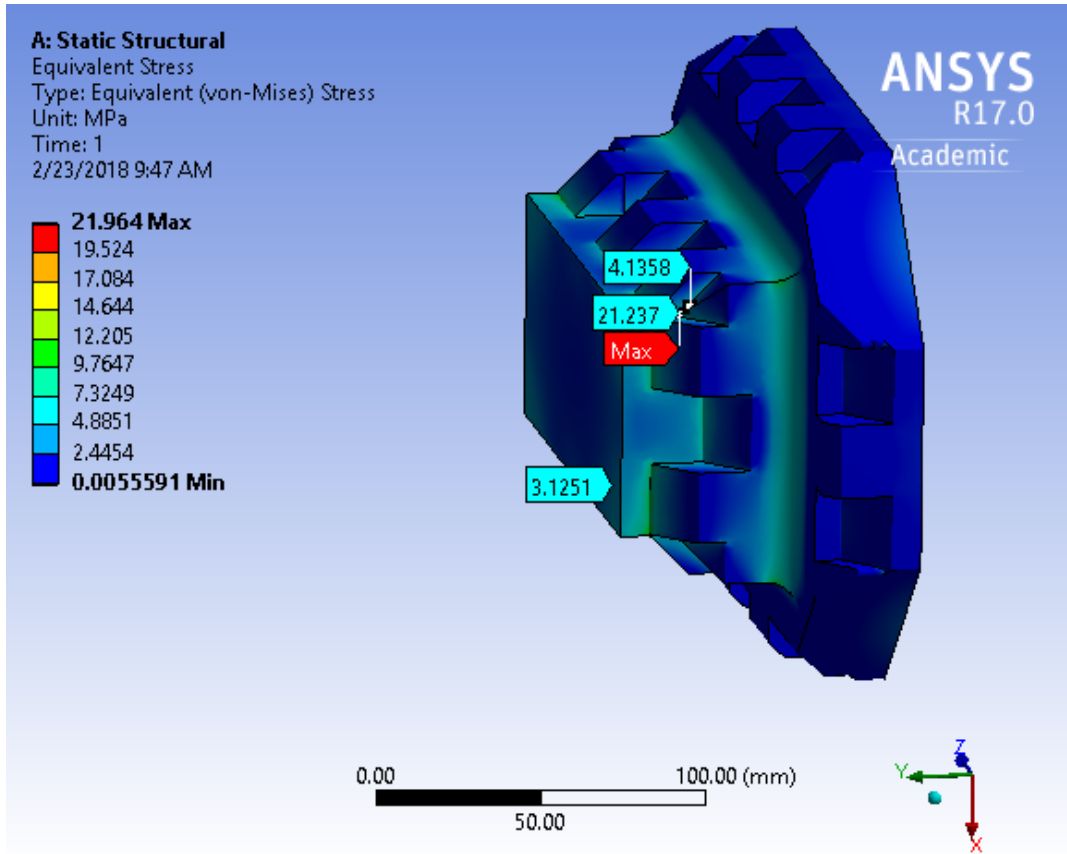 A: Static Structural
Equivalent Stress
Type: Equivalent (von-Mises) Stress
Unit: MPa
Time: 1
2/23/2018 9:47 AM
21.964 Max
19.524
17.084
14.644
12.205
9.7647
7.3249
4.8851
2.4454
0.0055591 Min
ANSYS
R17.0
Academic
4.1358
21.237
Max
3.1251
0.00
100.00 (mm)
50.00
Z
Y
X